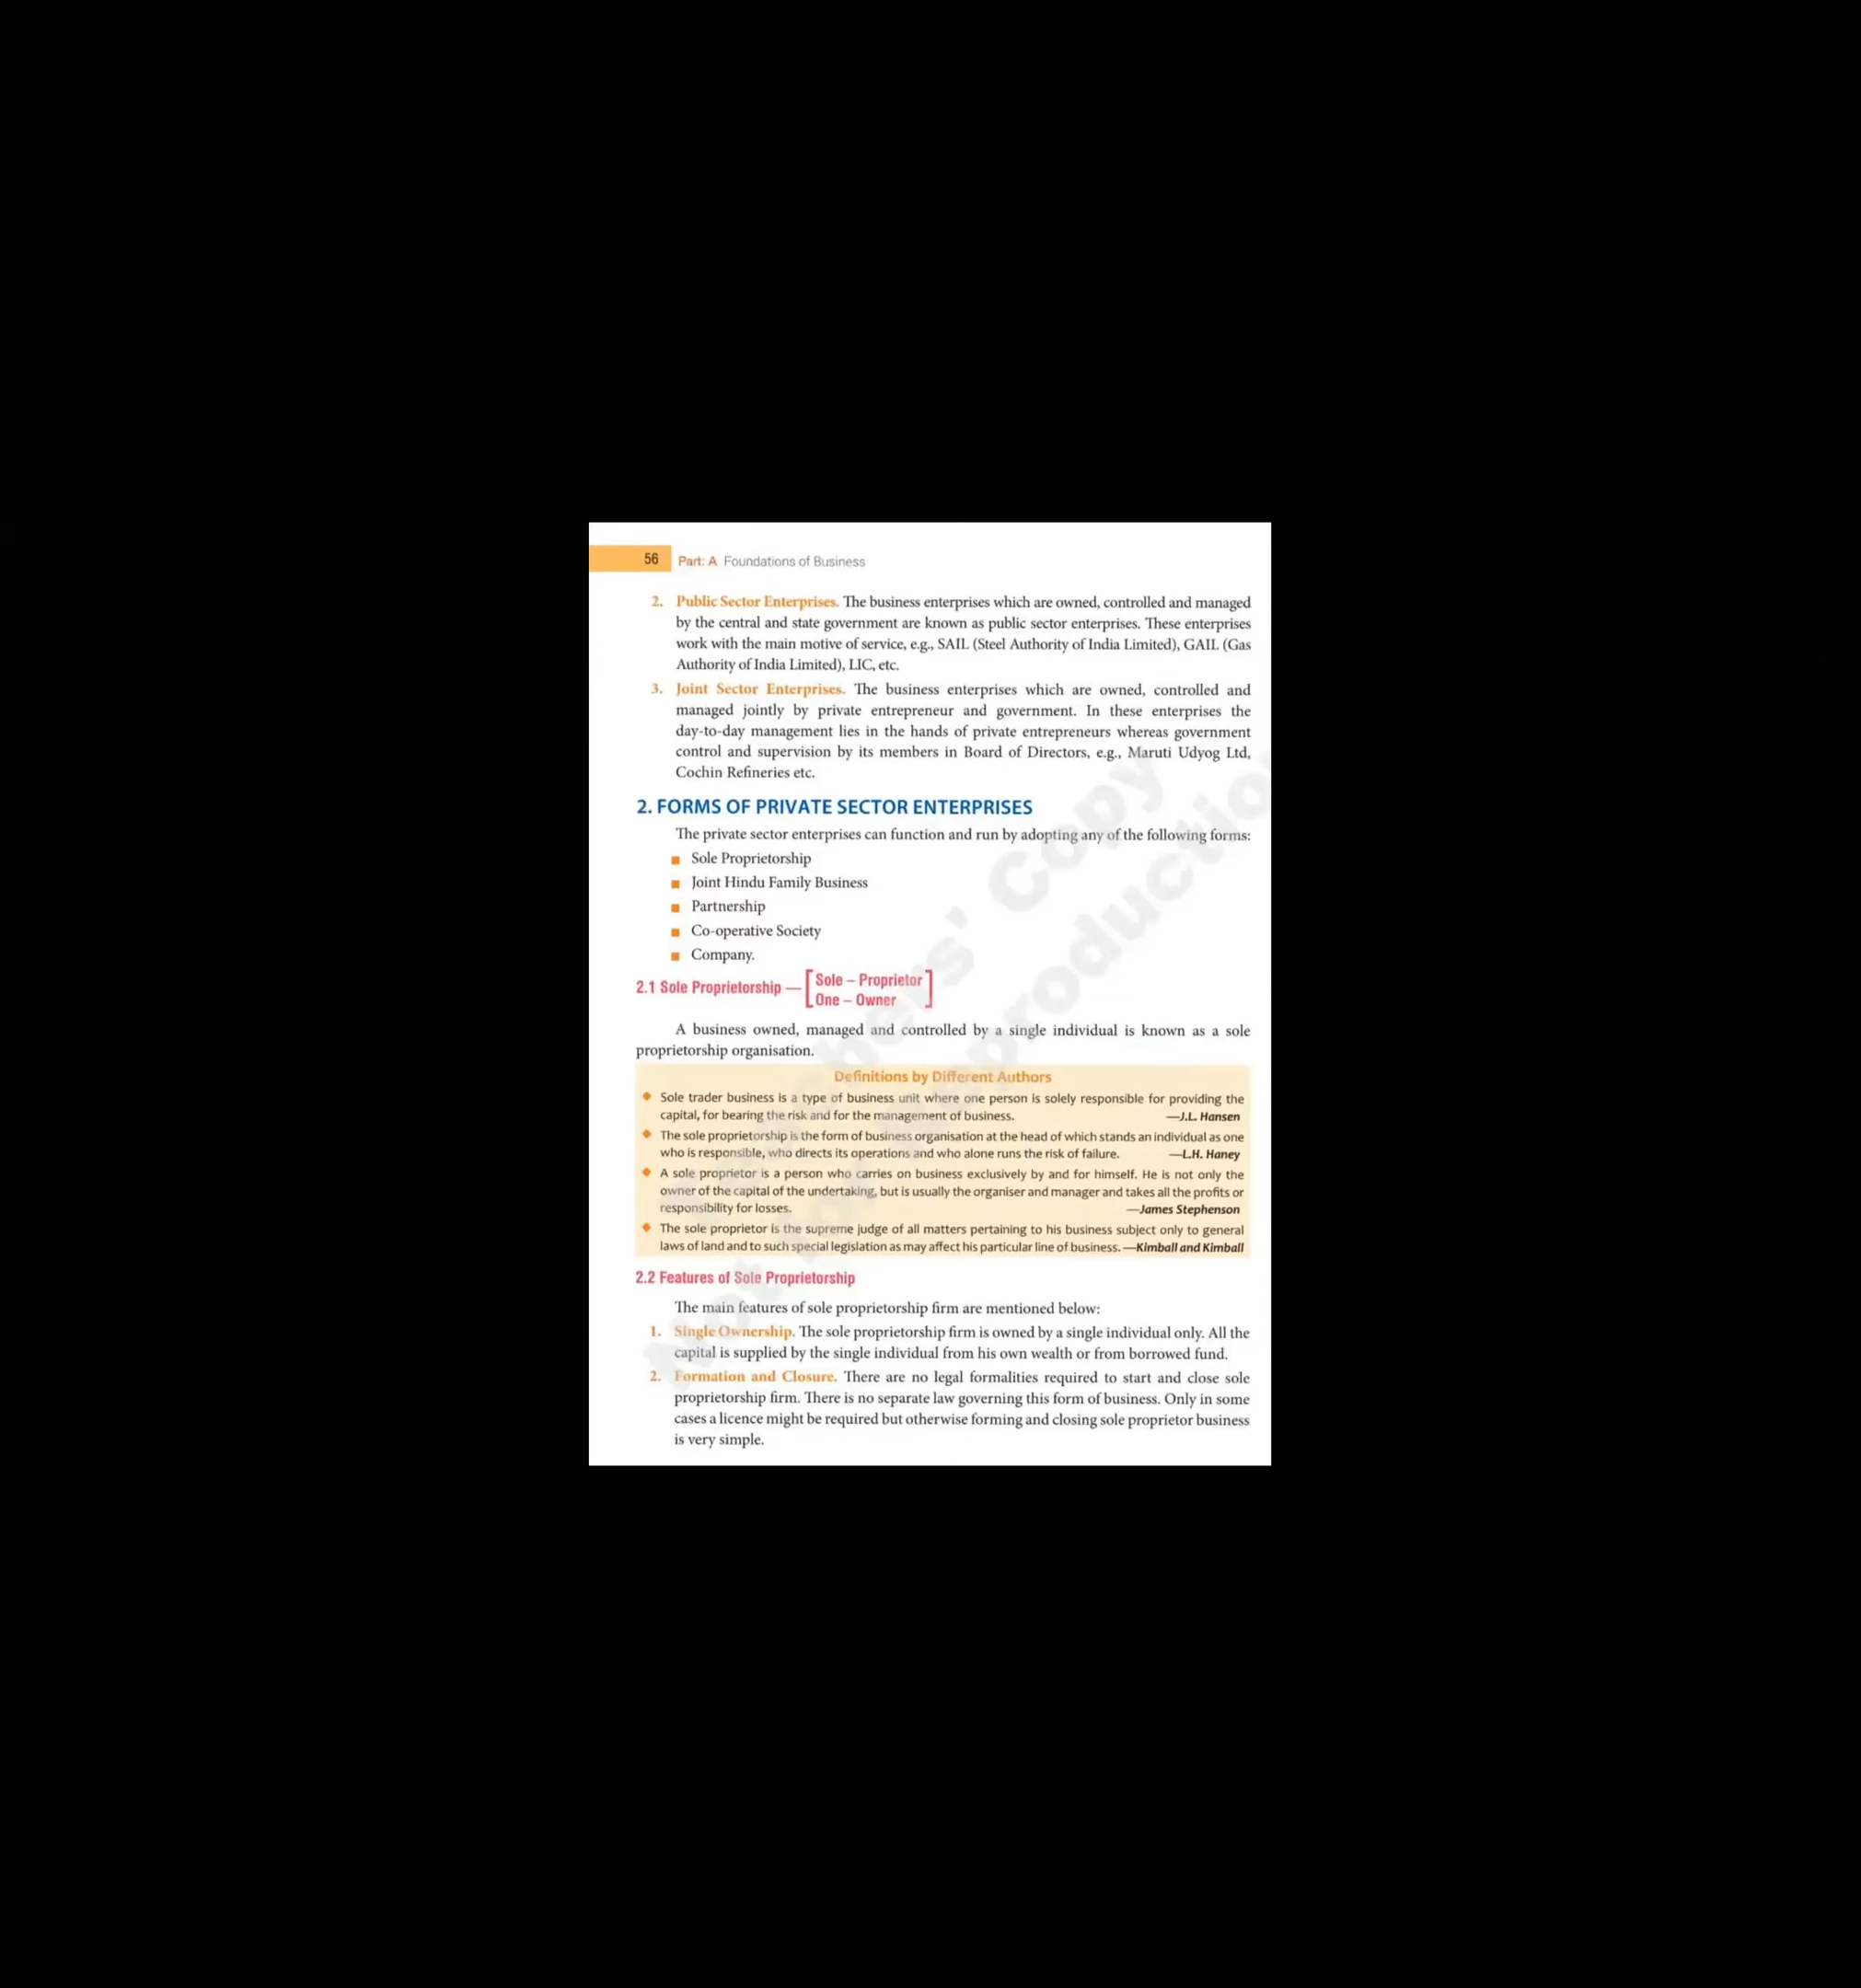 56 Part: A Foundations of Business
2. Public Sector Enterprises. The business enterprises which are owned, controlled and managed
by the central and state government are known as public sector enterprises. These enterprises
work with the main motive of service, e.g., SAIL (Steel Authority of India Limited), GAIL (Gas
Authority of India Limited), LIC, etc.
3. Joint Sector Enterprises. The business enterprises which are owned, controlled and
managed jointly by private entrepreneur and government. In these enterprises the
day-to-day management lies in the hands of private entrepreneurs whereas government
control and supervision by its members in Board of Directors, e.g., Maruti Udyog Ltd,
Cochin Refineries etc.
2. FORMS OF PRIVATE SECTOR ENTERPRISES
The private sector enterprises can function and run by adopting any of the following forms:
■ Sole Proprietorship
■ Joint Hindu Family Business
■ Partnership
■ Co-operative Society
■ Company.
2.1 Sole Proprietorship — [Sole – Proprietor
One – Owner]
A business owned, managed and controlled by a single individual is known as a sole
proprietorship organisation.
Definitions by Different Authors
◆ Sole trader business is a type of business unit where one person is solely responsible for providing the
capital, for bearing the risk and for the management of business. —J.L. Hansen
◆ The sole proprietorship is the form of business organisation at the head of which stands an individual as one
who is responsible, who directs its operations and who alone runs the risk of failure. —L.H. Haney
◆ A sole proprietor is a person who carries on business exclusively by and for himself. He is not only the
owner of the capital of the undertaking, but is usually the organiser and manager and takes all the profits or
responsibility for losses. —James Stephenson
◆ The sole proprietor is the supreme judge of all matters pertaining to his business subject only to general
laws of land and to such special legislation as may affect his particular line of business. —Kimball and Kimball
2.2 Features of Sole Proprietorship
The main features of sole proprietorship firm are mentioned below:
1. Single Ownership. The sole proprietorship firm is owned by a single individual only. All the
capital is supplied by the single individual from his own wealth or from borrowed fund.
2. Formation and Closure. There are no legal formalities required to start and close sole
proprietorship firm. There is no separate law governing this form of business. Only in some
cases a licence might be required but otherwise forming and closing sole proprietor business
is very simple.